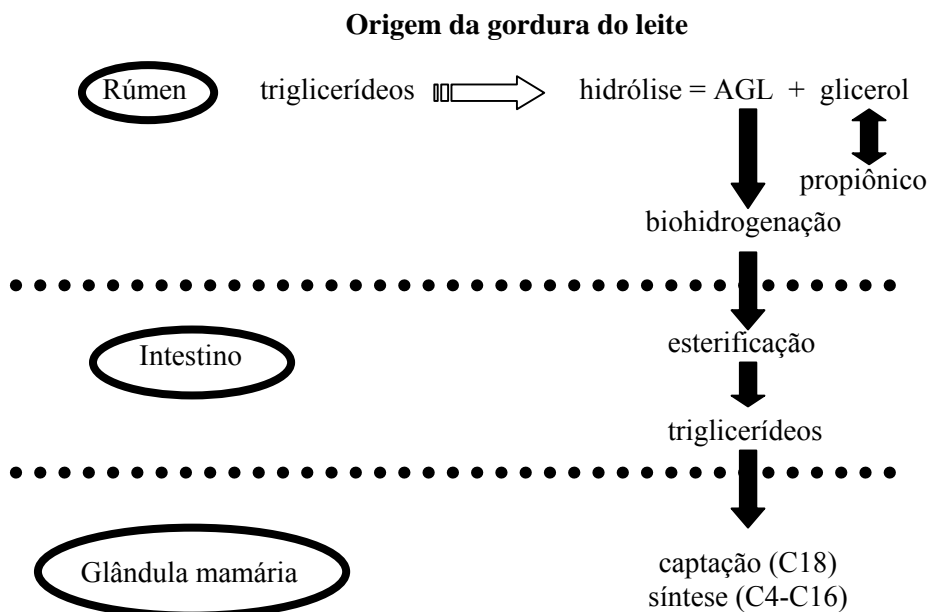 Origem da gordura do leite
Rúmen triglicerídeos hidrólise = AGL + glicerol
propiônico
biohidrogenação
Intestino esterificação
triglicerídeos
Glândula mamária captação (C18)
síntese (C4-C16)